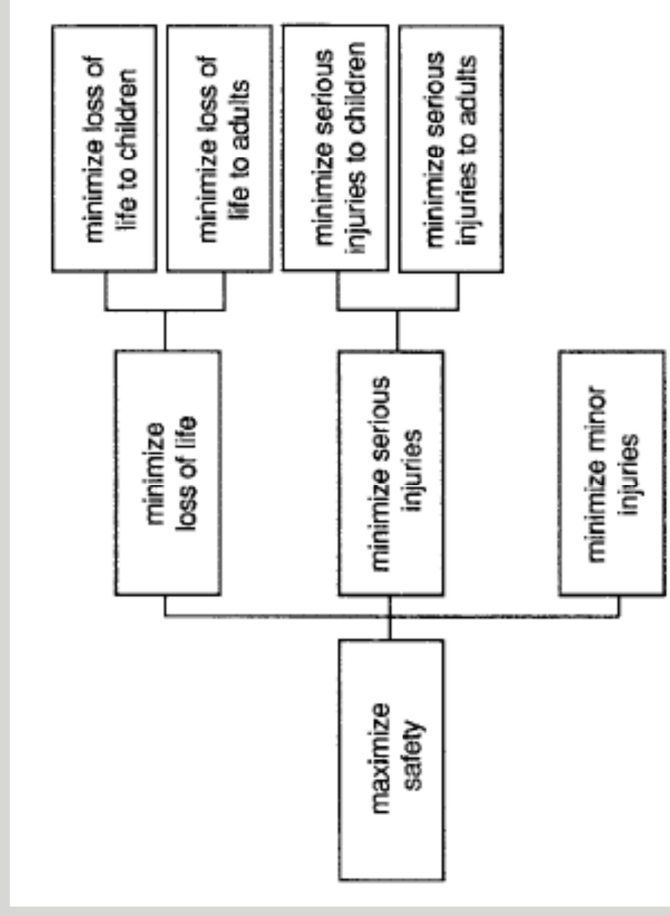 maximize
safety
minimize
loss of life
minimize serious
injuries
minimize minor
injuries
minimize loss of
life to children
minimize loss of
life to adults
minimize serious
injuries to children
minimize serious
injuries to adults